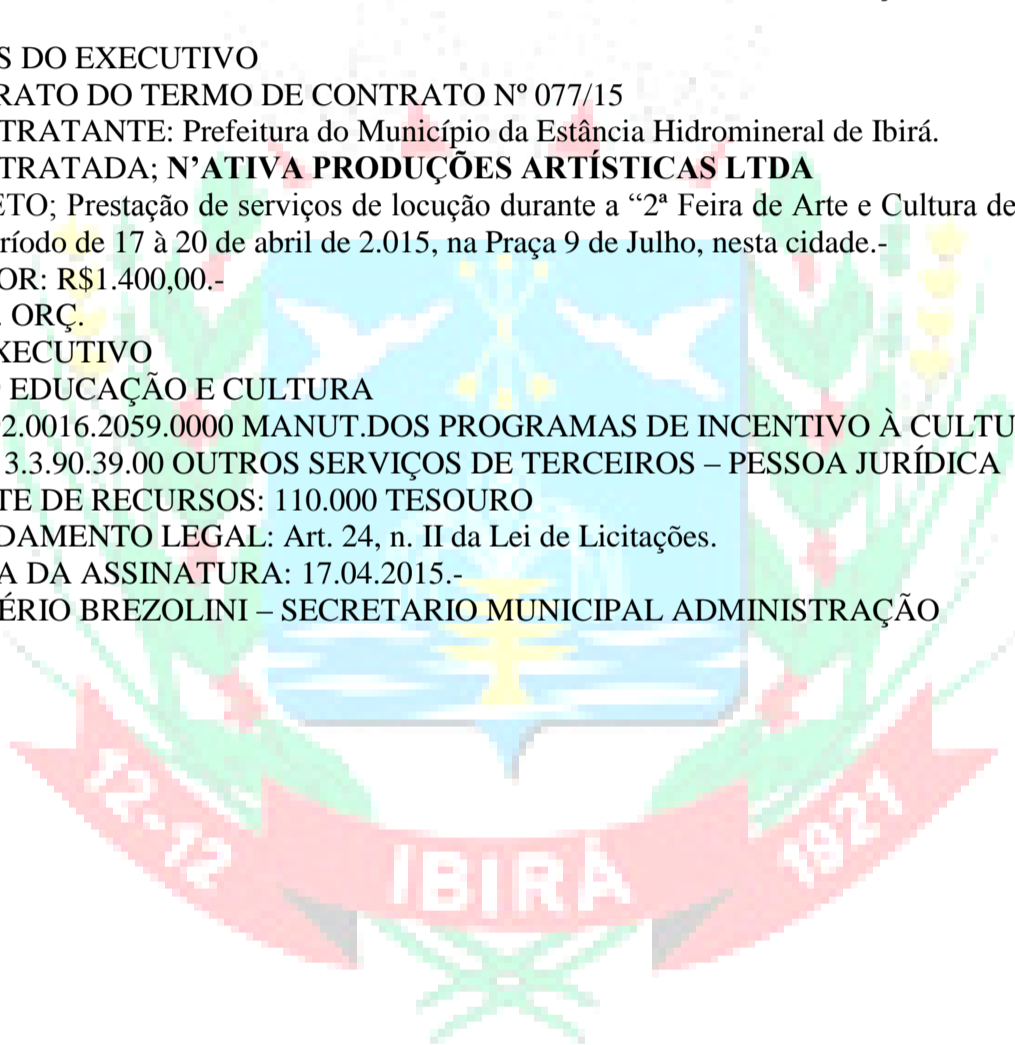 S DO EXECUTIVO
RATO DO TERMO DE CONTRATO Nº 077/15
TRATANTE: Prefeitura do Município da Estância Hidromineral de Ibirá.
TRATADA; N’ATIVA PRODUÇÕES ARTÍSTICAS LTDA
ETO; Prestação de serviços de locução durante a “2ª Feira de Arte e Cultura de
ríodo de 17 à 20 de abril de 2.015, na Praça 9 de Julho, nesta cidade.-
OR: R$1.400,00.-
. ORÇ.
XECUTIVO
EDUCAÇÃO E CULTURA
2.0016.2059.0000 MANUT.DOS PROGRAMAS DE INCENTIVO À CULTU
3.3.90.39.00 OUTROS SERVIÇOS DE TERCEIROS – PESSOA JURÍDICA
TE DE RECURSOS: 110.000 TESOURO
DAMENTO LEGAL: Art. 24, n. II da Lei de Licitações.
A DA ASSINATURA: 17.04.2015.-
ÉRIO BREZOLINI – SECRETARIO MUNICIPAL ADMINISTRAÇÃO
12-12 IBIRÁ 1921